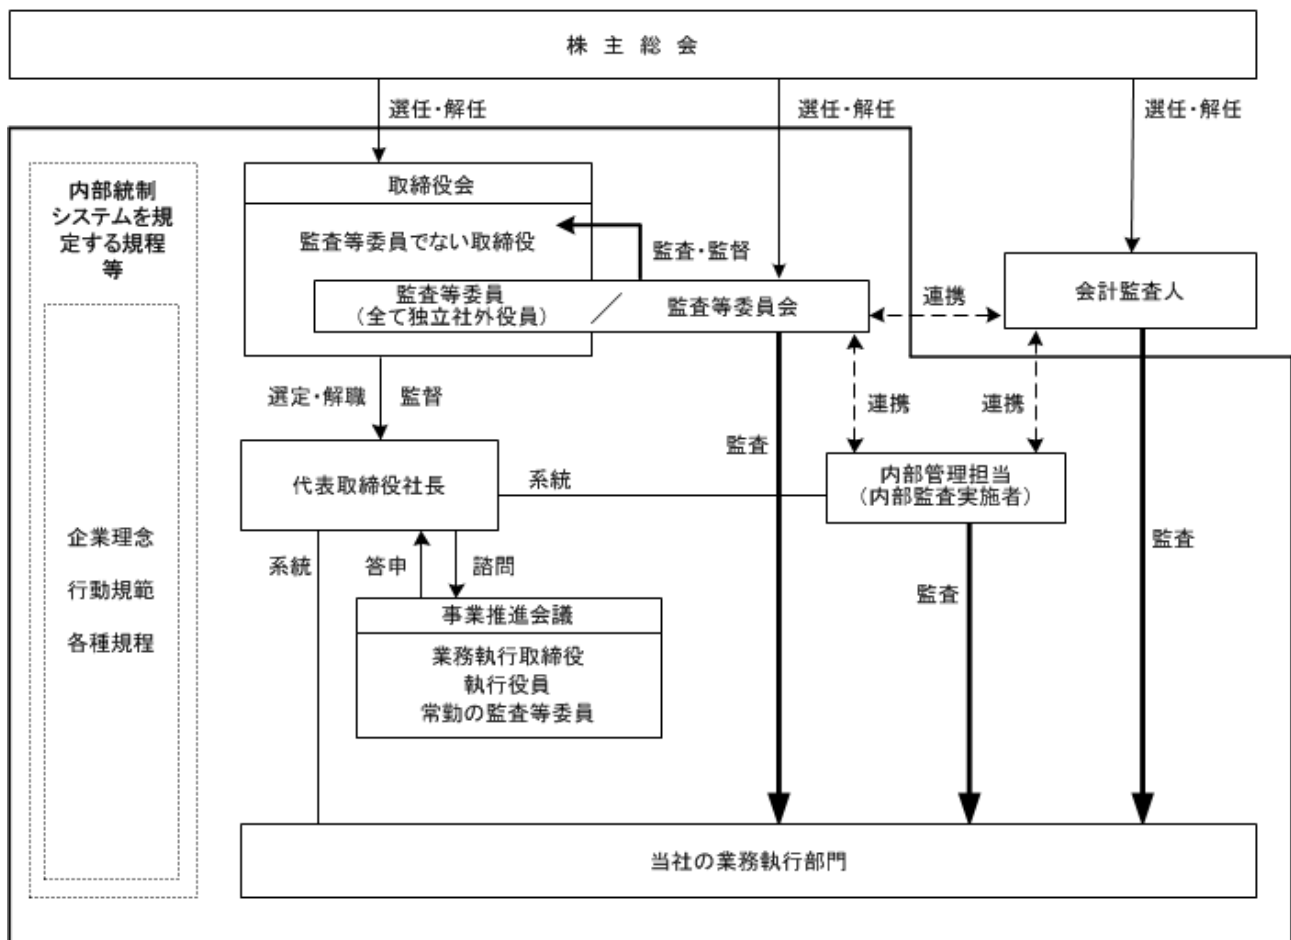 株主総会
選任・解任
選任・解任
選任・解任
内部統制
システムを規
定する規程
等
企業理念
行動規範
各種規程
取締役会
監査等委員でない取締役
監査・監督
監査等委員
（全て独立社外役員）
／
監査等委員会
連携
会計監査人
選定・解職
監督
連携
連携
監査
代表取締役社長
系統
内部管理担当
（内部監査実施者）
系統
答申
諮問
監査
監査
事業推進会議
業務執行取締役
執行役員
常勤の監査等委員
当社の業務執行部門